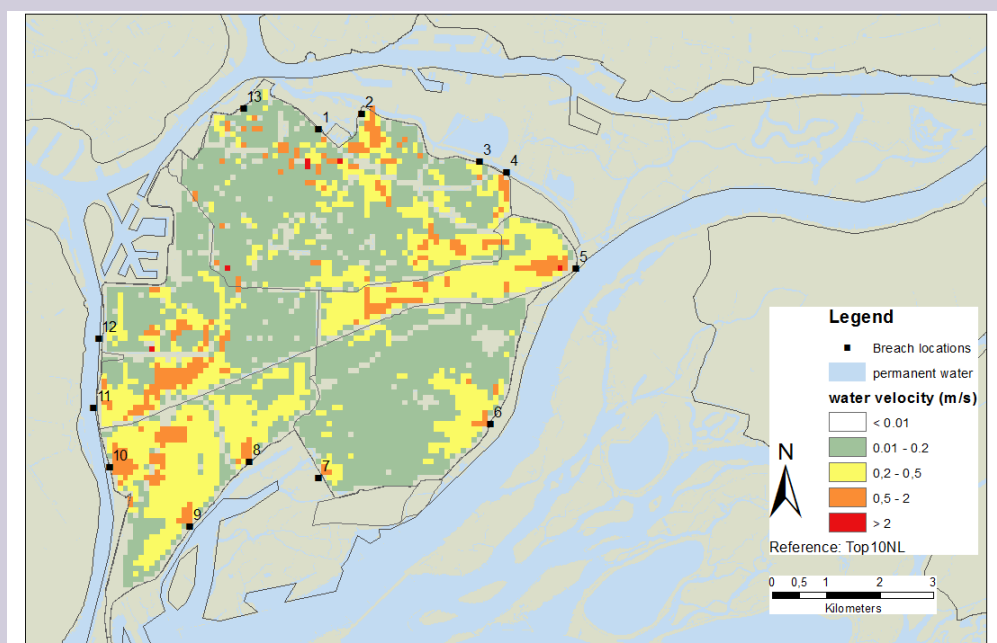 13
1
2
3
4
5
12
11
10
9
8
7
6
N
Legend
Breach locations
permanent water
water velocity (m/s)
< 0.01
0.01 - 0.2
0,2 - 0,5
0,5 - 2
> 2
Reference: Top10NL
0 0,5 1 2 3
Kilometers